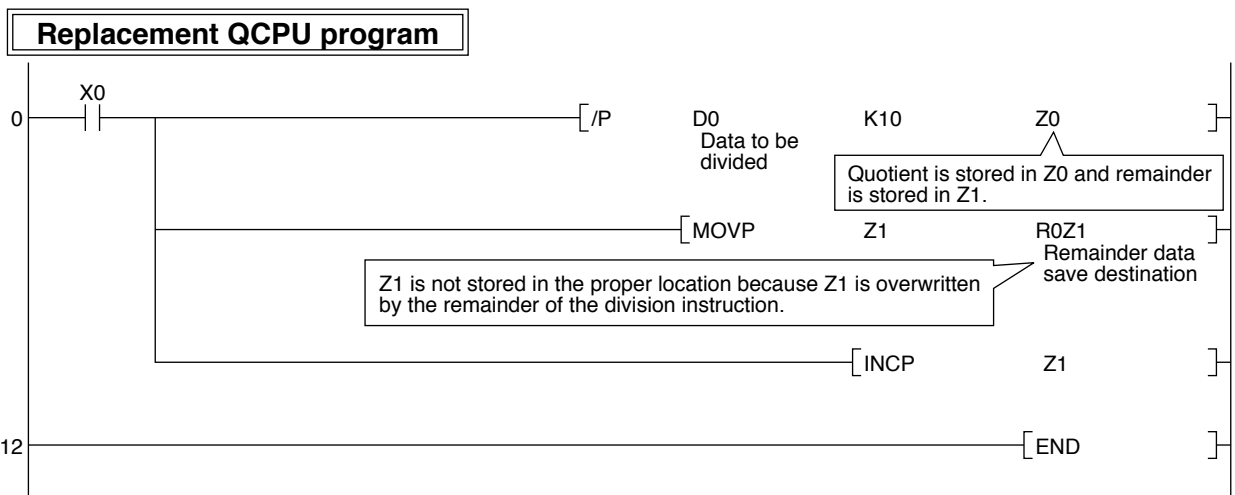 Replacement QCPU program
X0
0
/P D0 K10 Z0
Data to be
divided
Quotient is stored in Z0 and remainder
is stored in Z1.
MOVP Z1 R0Z1
Remainder data
save destination
Z1 is not stored in the proper location because Z1 is overwritten
by the remainder of the division instruction.
INCP Z1
12
END